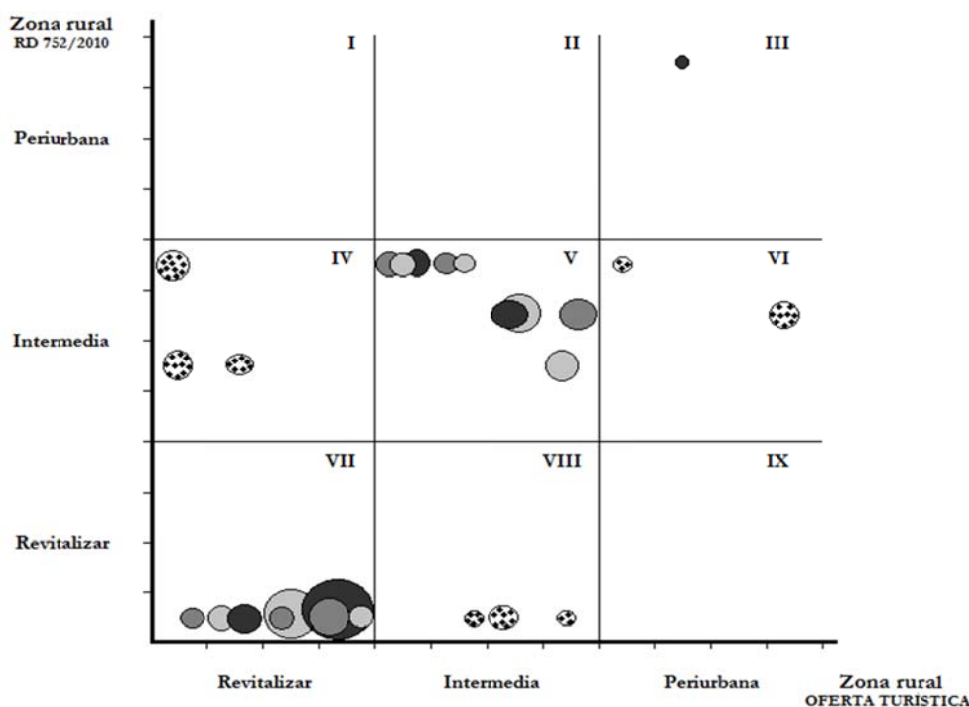 Zona rural
RD 752/2010
I
II
III
Periurbana
IV
V
VI
Intermedia
VII
VIII
IX
Revitalizar
Revitalizar
Intermedia
Periurbana
Zona rural
OFERTA TURÍSTICA